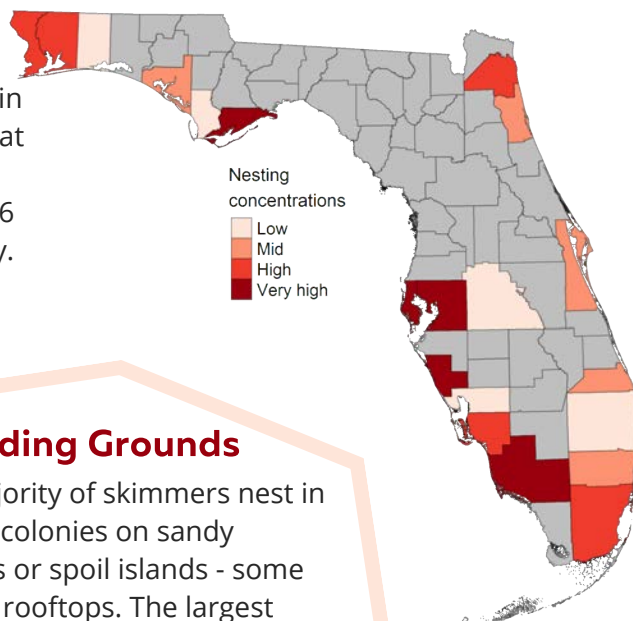 in
at
6
y.
Nesting
concentrations
Low
Mid
High
Very high
ding Grounds
jority of skimmers nest in
colonies on sandy
s or spoil islands - some
rooftops. The largest